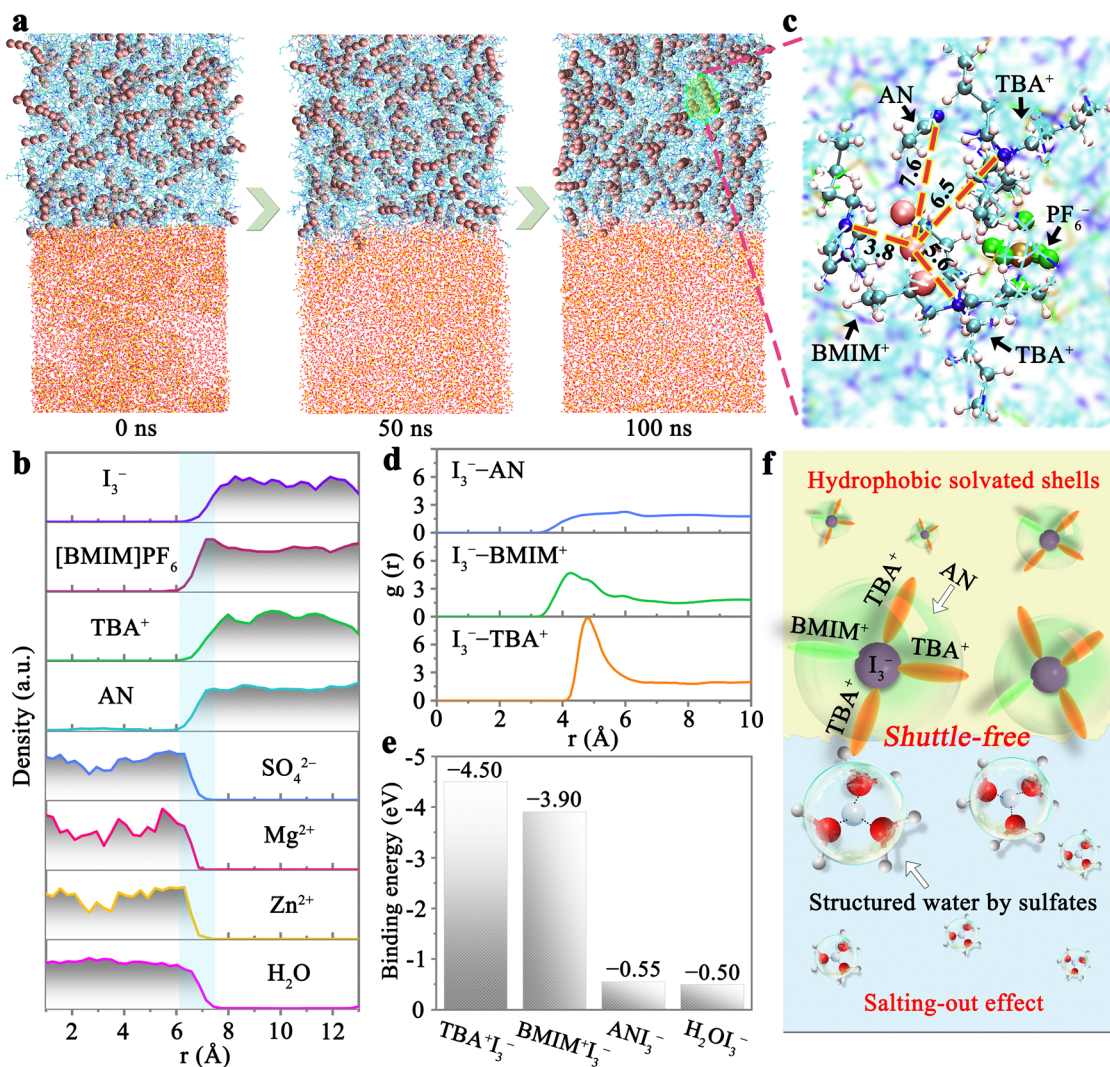 a
0 ns
50 ns
100 ns
c
AN
TBA⁺
7.6
6.5
3.8
5.6
PF₆⁻
BMIM⁺
TBA⁺
b
I₃⁻
[BMIM]PF₆
TBA⁺
AN
SO₄²⁻
Mg²⁺
Zn²⁺
H₂O
Density (a.u.)
2 4 6 8 10 12
r (Å)
d
I₃⁻–AN
I₃⁻–BMIM⁺
I₃⁻–TBA⁺
g (r)
6
3
0
6
3
0
6
3
0
0 2 4 6 8 10
r (Å)
e
Binding energy (eV)
-5
-4
-3
-2
-1
0
−4.50
−3.90
−0.55
−0.50
TBA⁺I₃⁻
BMIM⁺I₃⁻
ANI₃⁻
H₂OI₃⁻
f
Hydrophobic solvated shells
TBA⁺
AN
BMIM⁺
TBA⁺
I₃⁻
TBA⁺
Shuttle-free
Structured water by sulfates
Salting-out effect